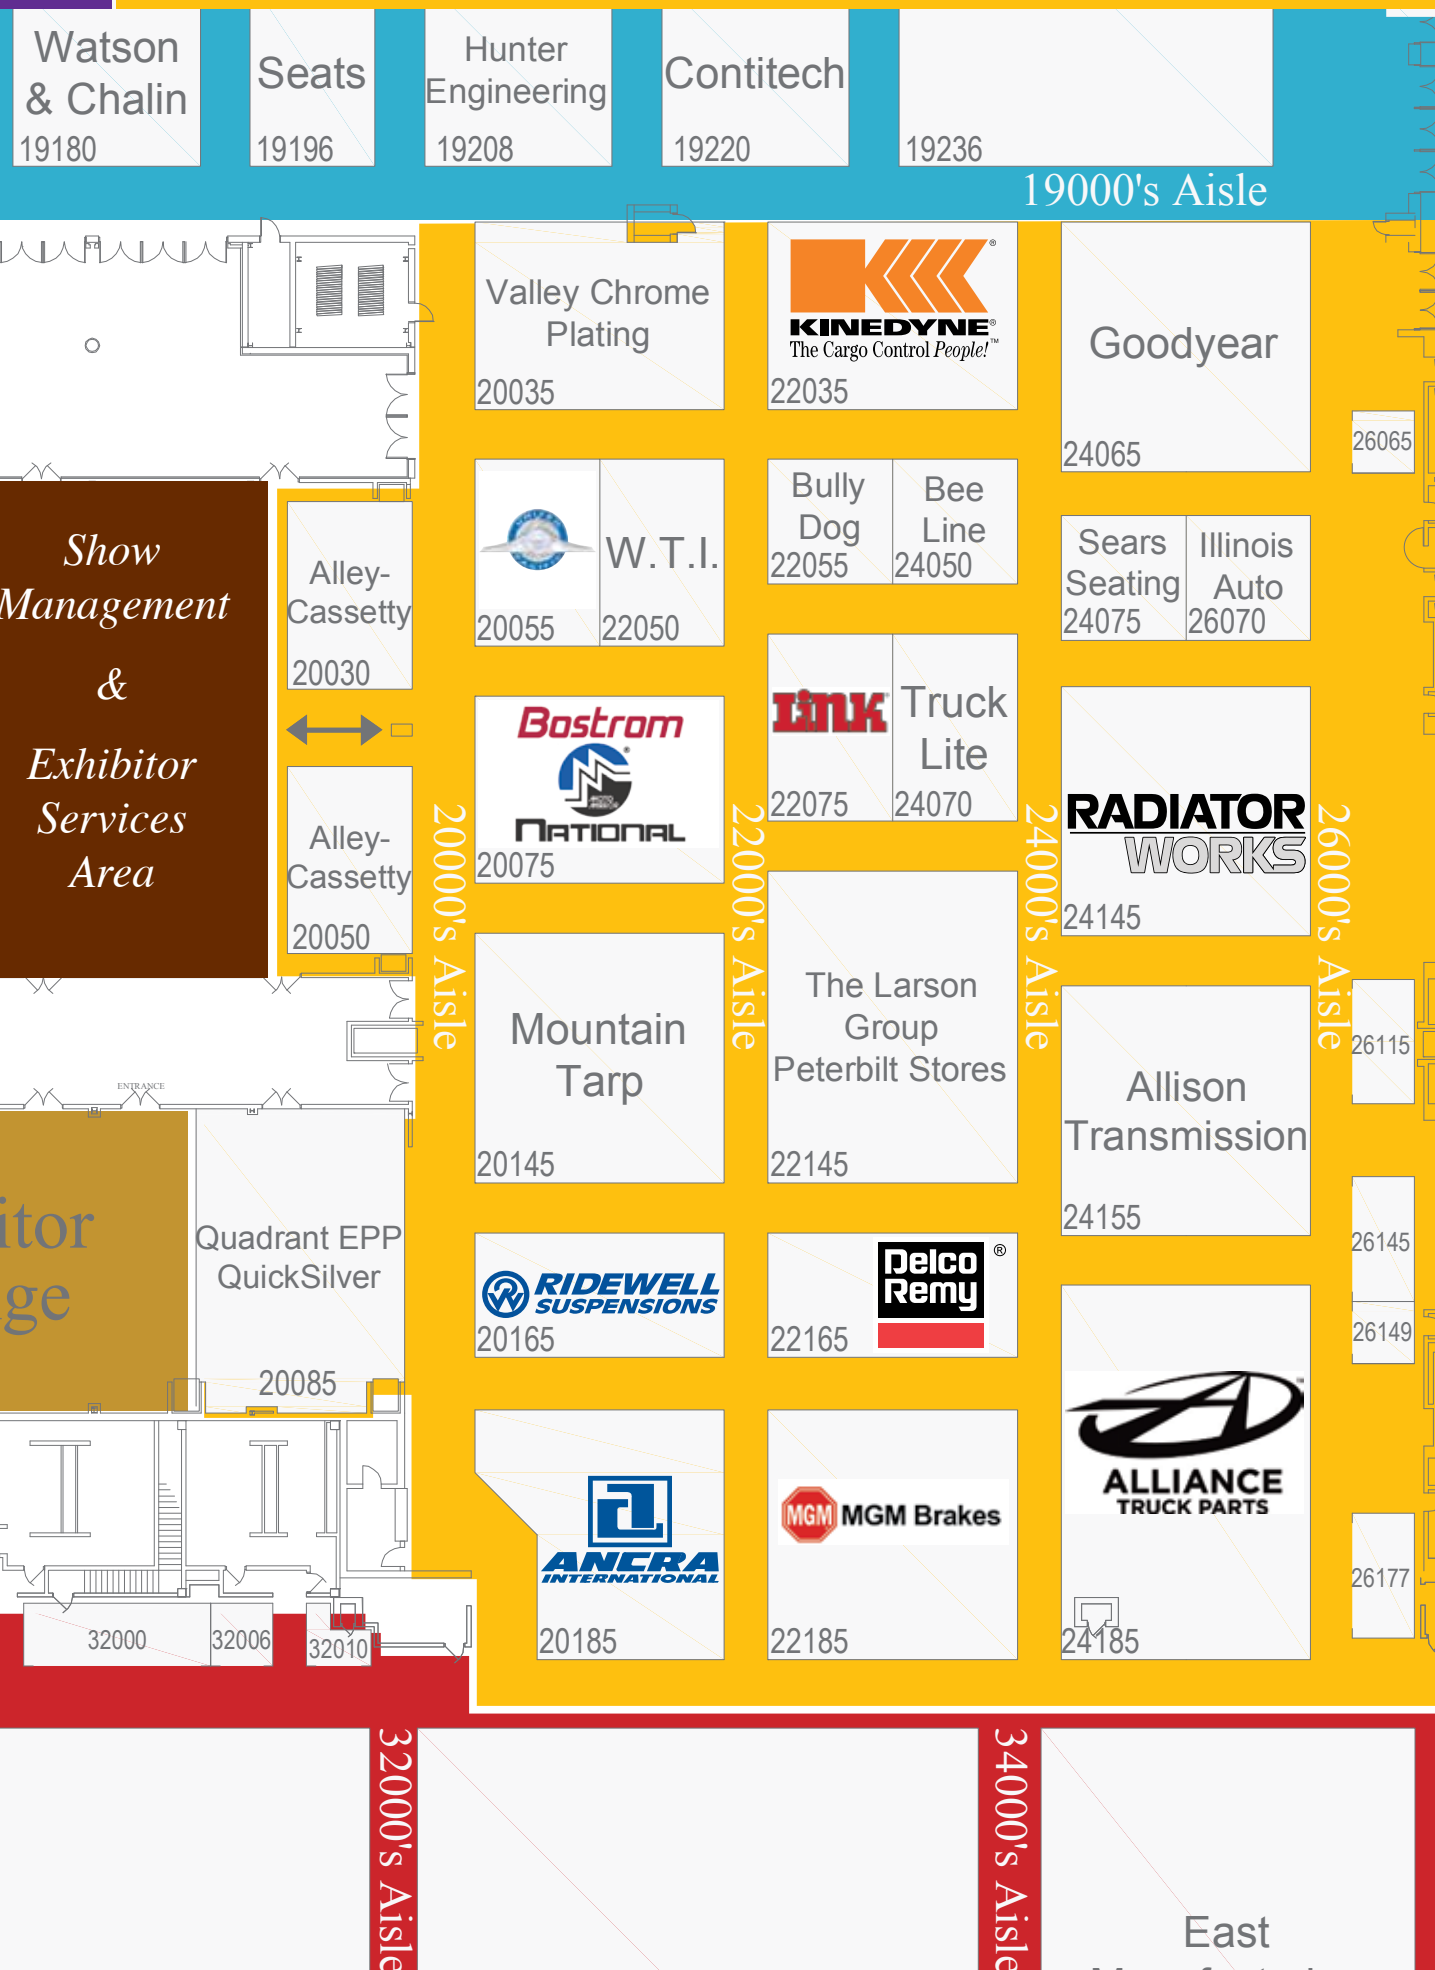 Watson
& Chalin
19180
Seats
19196
Hunter
Engineering
19208
Contitech
19220
19236
19000's Aisle
Valley Chrome
Plating
20035
KINEDYNE®
The Cargo Control People!™
22035
Goodyear
24065
26065
20055
W.T.I.
22050
Bully
Dog
22055
Bee
Line
24050
Sears
Seating
24075
Illinois
Auto
26070
Show
Management
&
Exhibitor
Services
Area
Alley-
Cassetty
20030
Alley-
Cassetty
20050
20000's Aisle
Bostrom
NATIONAL
20075
22000's Aisle
Link
22075
Truck
Lite
24070
24000's Aisle
RADIATOR
WORKS
24145
26000's Aisle
Mountain
Tarp
20145
The Larson
Group
Peterbilt Stores
22145
Allison
Transmission
24155
26115
ENTRANCE
itor
ge
Quadrant EPP
QuickSilver
20085
RIDEWELL
SUSPENSIONS
20165
Delco
Remy
®
22165
26145
26149
ANCRA
INTERNATIONAL
20185
MGM MGM Brakes
22185
ALLIANCE
TRUCK PARTS
24185
26177
32000
32006
32010
32000's Aisle
34000's Aisle
East